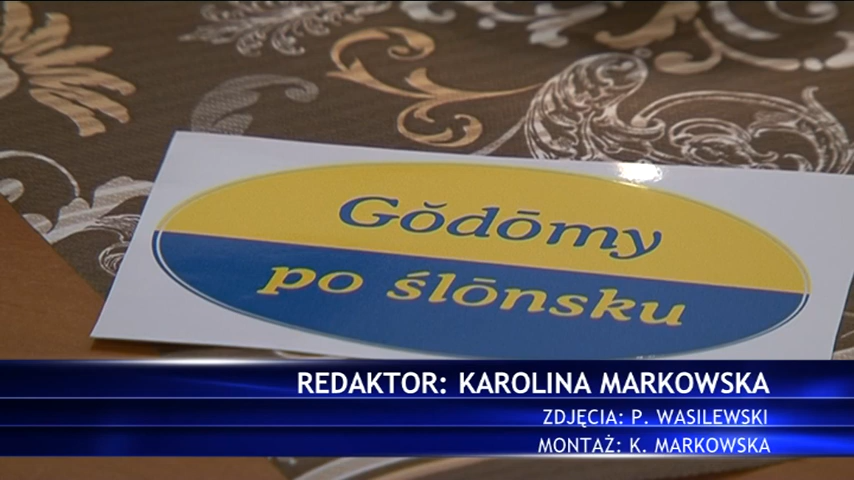 Gŏdōmy
po ślōnsku
REDAKTOR: KAROLINA MARKOWSKA
ZDJĘCIA: P. WASILEWSKI
MONTAŻ: K. MARKOWSKA